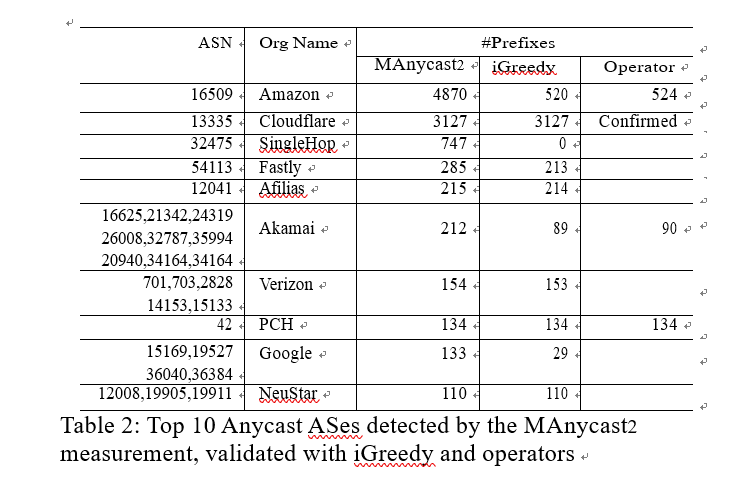 ASN Org Name #Prefixes
MAnycast2 iGreedy Operator
16509 Amazon 4870 520 524
13335 Cloudflare 3127 3127 Confirmed
32475 SingleHop 747 0
54113 Fastly 285 213
12041 Afilias 215 214
16625,21342,24319
26008,32787,35994 Akamai 212 89 90
20940,34164,34164
701,703,2828 Verizon 154 153
14153,15133
42 PCH 134 134 134
15169,19527 Google 133 29
36040,36384
12008,19905,19911 NeuStar 110 110
Table 2: Top 10 Anycast ASes detected by the MAnycast2
measurement, validated with iGreedy and operators